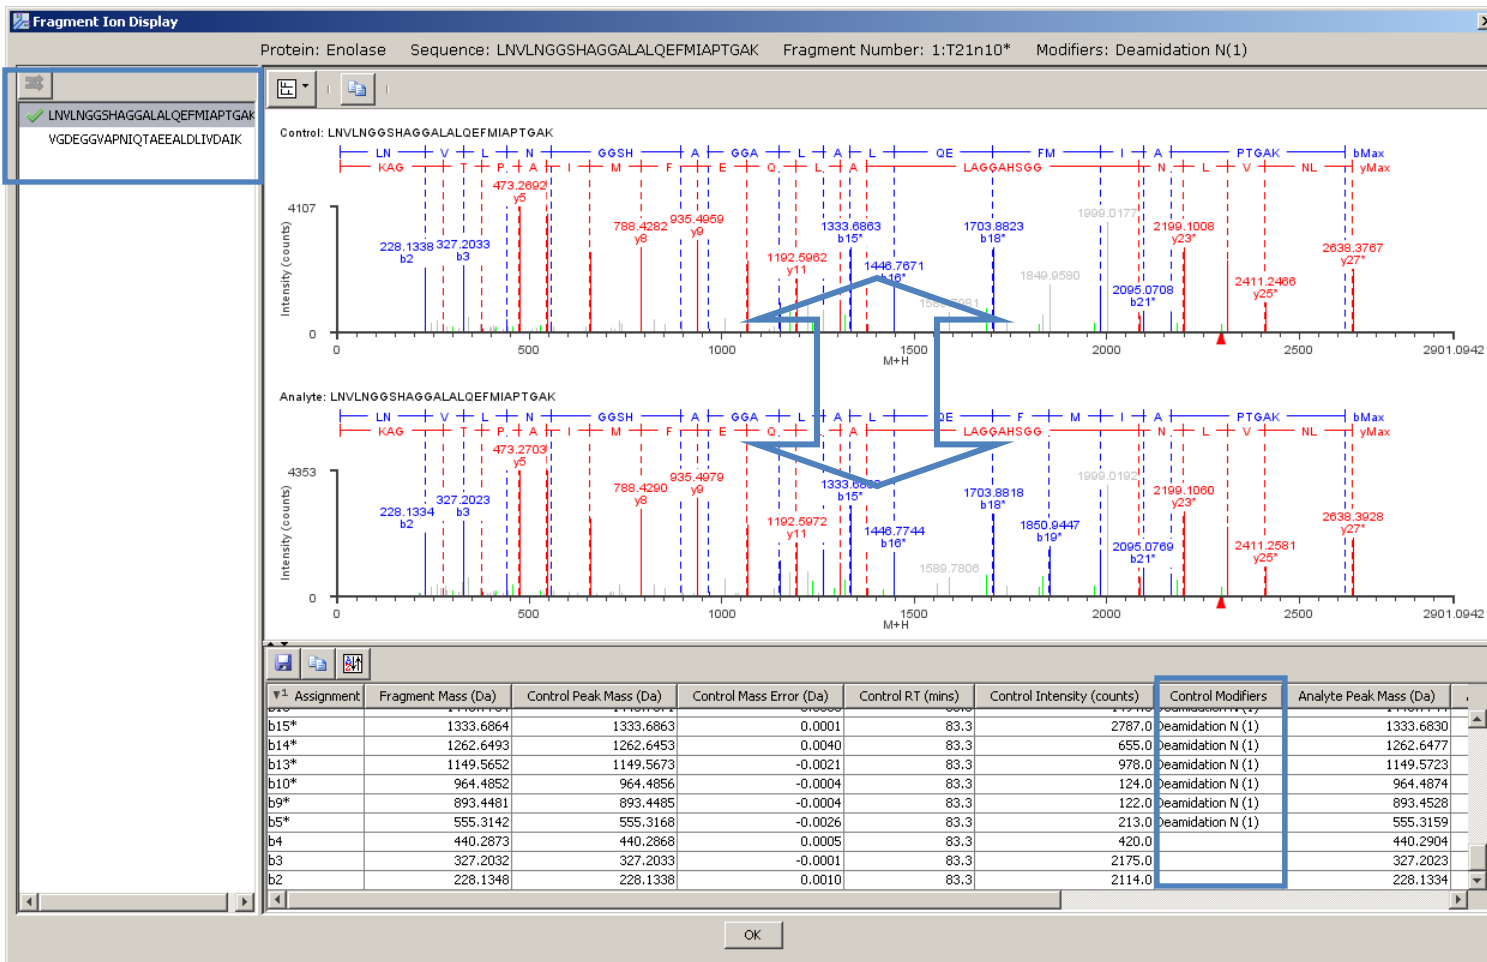 Fragment Ion Display
Protein: Enolase Sequence: LNVLNGGSHAGGALALQEFMIAPTGAK Fragment Number: 1:T21n10* Modifiers: Deamidation N(1)
LNVLNGGSHAGGALALQEFMIAPTGAK
VGDEGGVAPNIQTAEEALDLIVDAIK
Control: LNVLNGGSHAGGALALQEFMIAPTGAK
LN V L N GGSH A GGA L A L QE FM I A PTGAK bMax
KAG T P A I M F E Q L A LAGGAHSGG N L V NL yMax
4107
Intensity (counts)
0
228.1338 b2
327.2033 b3
473.2692 y5
788.4282 y8
935.4959 y9
1192.5962 y11
1333.6863 b15*
1446.7671
1703.8823 b18*
1849.9580
1999.0177
2095.0708 b21*
2199.1008 y23*
2411.2466 y25*
2638.3767 y27*
0 500 1000 1500 2000 2500 2901.0942
M+H
Analyte: LNVLNGGSHAGGALALQEFMIAPTGAK
LN V L N GGSH A GGA L A L QE F M I A PTGAK bMax
KAG T P A I M F E Q L A LAGGAHSGG N L V NL yMax
4353
Intensity (counts)
0
228.1334 b2
327.2023 b3
473.2703 y5
788.4290 y8
935.4979 y9
1192.5972 y11
b15*
1446.7744 b16*
1589.7806
1703.8818 b18*
1850.9447 b19*
1999.0192
2095.0769 b21*
2199.1060 y23*
2411.2581 y25*
2638.3928 y27*
0 500 1000 1500 2000 2500 2901.0942
M+H
1 Assignment Fragment Mass (Da) Control Peak Mass (Da) Control Mass Error (Da) Control RT (mins) Control Intensity (counts) Control Modifiers Analyte Peak Mass (Da)
b15* 1333.6864 1333.6863 0.0001 83.3 2787.0 Deamidation N (1) 1333.6830
b14* 1262.6493 1262.6453 0.0040 83.3 655.0 Deamidation N (1) 1262.6477
b13* 1149.5652 1149.5673 -0.0021 83.3 978.0 Deamidation N (1) 1149.5723
b10* 964.4852 964.4856 -0.0004 83.3 124.0 Deamidation N (1) 964.4874
b9* 893.4481 893.4485 -0.0004 83.3 122.0 Deamidation N (1) 893.4528
b5* 555.3142 555.3168 -0.0026 83.3 213.0 Deamidation N (1) 555.3159
b4 440.2873 440.2868 0.0005 83.3 420.0 440.2904
b3 327.2032 327.2033 -0.0001 83.3 2175.0 327.2023
b2 228.1348 228.1338 0.0010 83.3 2114.0 228.1334
OK